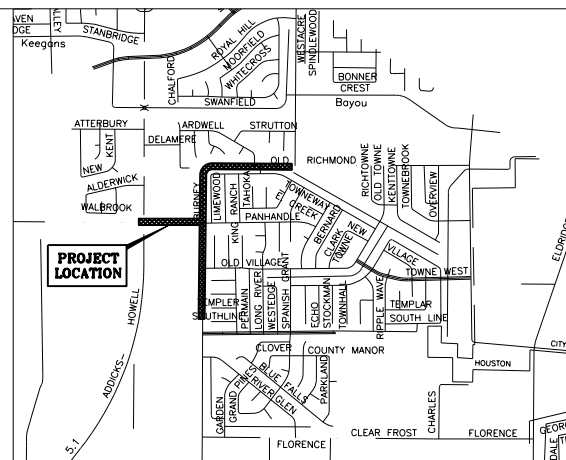 AVEN
DGE
Keegans
LLEY
STANBRIDGE
CHALFORD
ROYAL HILL
MOORFIELD
WHITECROSS
WESTACRE
SPINDLEWOOD
BONNER
CREST
SWANFIELD
Bayou
ATTERBURY
ARDWELL
STRUTTON
DELAMERE
KENT
NEW
OLD RICHMOND
ALDERWICK
WALBROOK
BURNEY
LIMEWOOD
KING RANCH
TAHOKA
EL
TOWNEWAY
CREEK
PANHANDLE
BERNARD
CLARK
TOWNE
NEW
RICHTOWNE
OLD TOWNE
KENTTOWNE
TOWNEBROOK
OVERVIEW
PROJECT
LOCATION
OLD VILLAGE
VILLAGE
TOWNE WEST
ELDRIDGE
HOWELL
ADDICKS-
5.1
TEMPLER
SOUTHLINE
PERMAIN
LONG RIVER
WESTEDGE
SPANISH GRANT
ECHO
STOCKMAN
TOWNHALL
RIPPLE WAVE
TEMPLAR
SOUTH LINE
CLOVER
COUNTY MANOR
CITY
HOUSTON
BLUE FALLS
PINES
RIVER GLEN
PARKLAND
GARDEN
GRAND
CHARLES
FLORENCE
CLEAR FROST
FLORENCE
GEOR
DALE